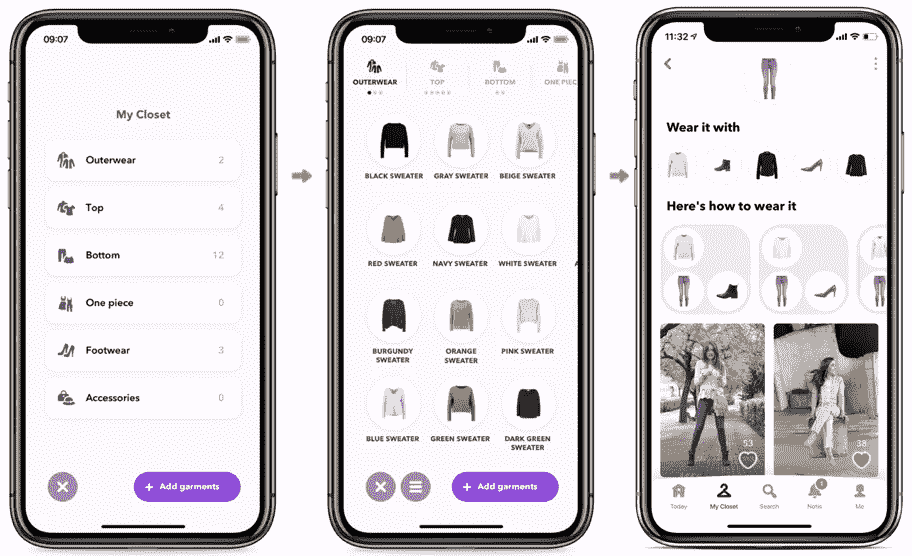 09:07
My Closet
Outerwear 2
Top 4
Bottom 12
One piece 0
Footwear 3
Accessories 0
+ Add garments
09:07
OUTERWEAR TOP BOTTOM ONE PIEC
BLACK SWEATER GRAY SWEATER BEIGE SWEATER
RED SWEATER NAVY SWEATER WHITE SWEATER
BURGUNDY SWEATER
ORANGE SWEATER
PINK SWEATER
BLUE SWEATER GREEN SWEATER
DARK GREEN SWEATER
+ Add garments
11:32
Wear it with
Here's how to wear it
53
38
1
Today My Closet Search Notis Me